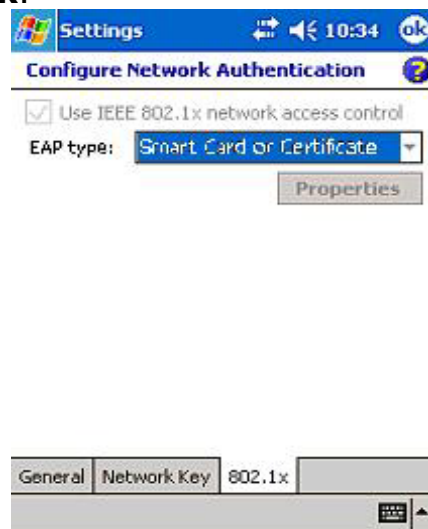 Settings 10:34 ok
Configure Network Authentication ?
Use IEEE 802.1x network access control
EAP type: Smart Card or Certificate
Properties
General Network Key 802.1x